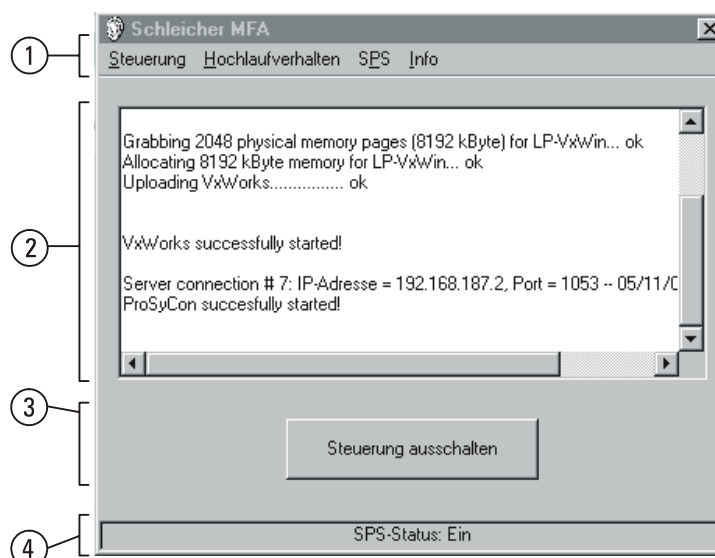 Schleicher MFA
1
Steuerung Hochlaufverhalten SPS Info
2
Grabbing 2048 physical memory pages (8192 kByte) for LP-VxWin... ok
Allocating 8192 kByte memory for LP-VxWin... ok
Uploading VxWorks................ ok
VxWorks successfully started!
Server connection # 7: IP-Adresse = 192.168.187.2, Port = 1053 -- 05/11/0
ProSyCon succesfully started!
3
Steuerung ausschalten
4
SPS-Status: Ein